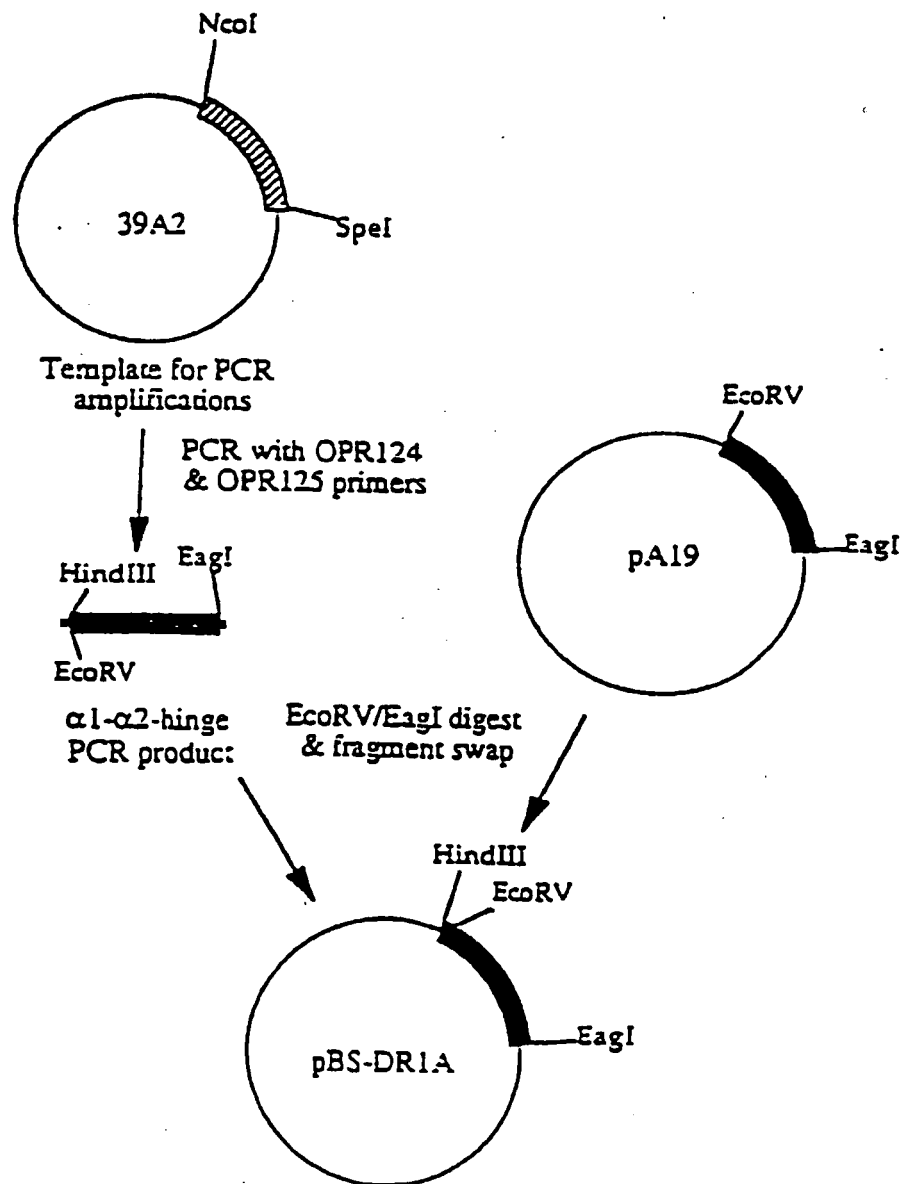 NcoI
39A2
SpeI
Template for PCR
amplifications
PCR with OPR124
& OPR125 primers
EcoRV
pA19
EagI
HindIII
EagI
EcoRV
α1-α2-hinge
PCR product
EcoRV/EagI digest
& fragment swap
HindIII
EcoRV
pBS-DR1A
EagI